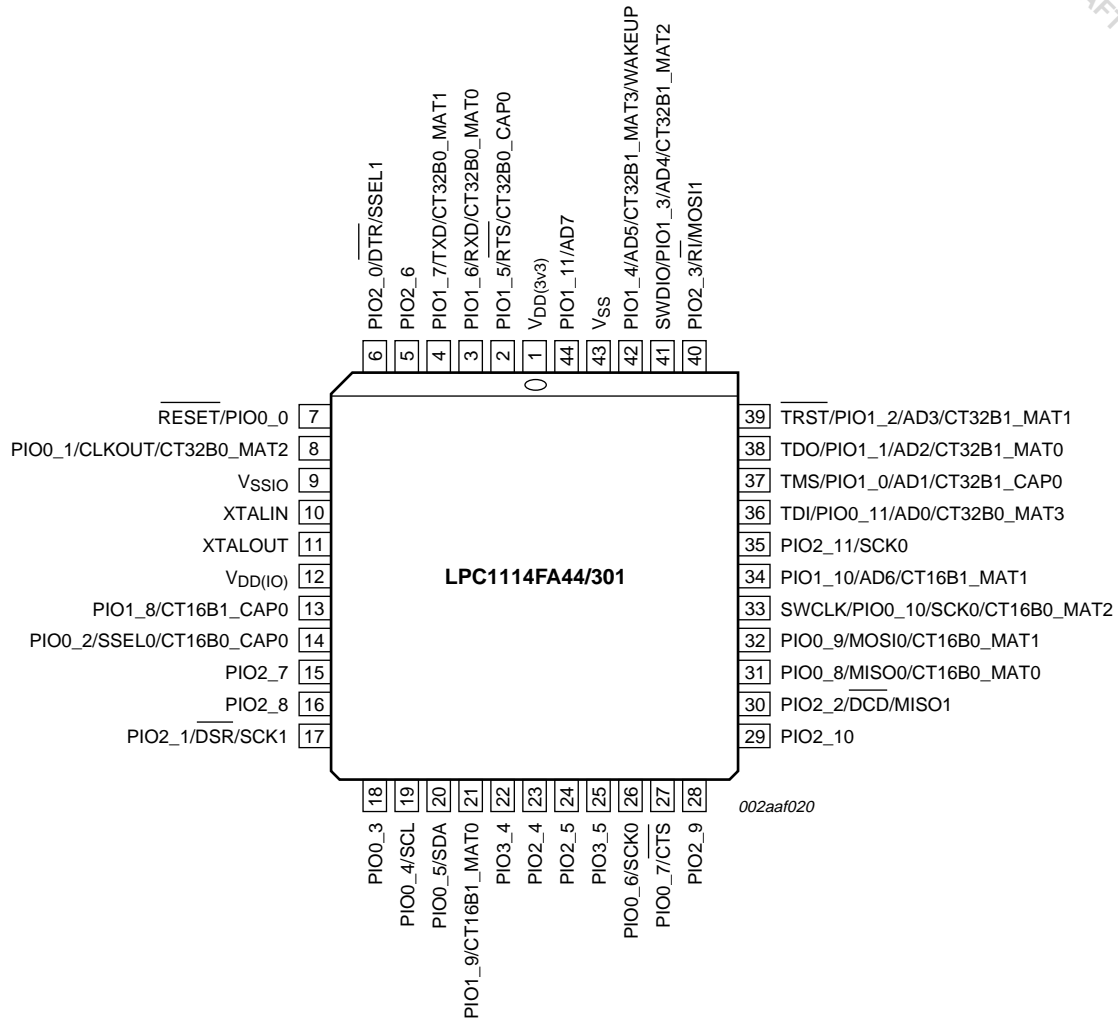 AFT
PIO2_0/DTR/SSEL1
PIO2_6
PIO1_7/TXD/CT32B0_MAT1
PIO1_6/RXD/CT32B0_MAT0
PIO1_5/RTS/CT32B0_CAP0
VDD(3v3)
PIO1_11/AD7
VSS
PIO1_4/AD5/CT32B1_MAT3/WAKEUP
SWDIO/PIO1_3/AD4/CT32B1_MAT2
PIO2_3/RI/MOSI1
6 5 4 3 2 1 44 43 42 41 40
RESET/PIO0_0 7
PIO0_1/CLKOUT/CT32B0_MAT2 8
VSSIO 9
XTALIN 10
XTALOUT 11
VDD(IO) 12
PIO1_8/CT16B1_CAP0 13
PIO0_2/SSEL0/CT16B0_CAP0 14
PIO2_7 15
PIO2_8 16
PIO2_1/DSR/SCK1 17
LPC1114FA44/301
39 TRST/PIO1_2/AD3/CT32B1_MAT1
38 TDO/PIO1_1/AD2/CT32B1_MAT0
37 TMS/PIO1_0/AD1/CT32B1_CAP0
36 TDI/PIO0_11/AD0/CT32B0_MAT3
35 PIO2_11/SCK0
34 PIO1_10/AD6/CT16B1_MAT1
33 SWCLK/PIO0_10/SCK0/CT16B0_MAT2
32 PIO0_9/MOSI0/CT16B0_MAT1
31 PIO0_8/MISO0/CT16B0_MAT0
30 PIO2_2/DCD/MISO1
29 PIO2_10
18 19 20 21 22 23 24 25 26 27 28
PIO0_3
PIO0_4/SCL
PIO0_5/SDA
PIO1_9/CT16B1_MAT0
PIO3_4
PIO2_4
PIO2_5
PIO3_5
PIO0_6/SCK0
PIO0_7/CTS
PIO2_9
002aaf020